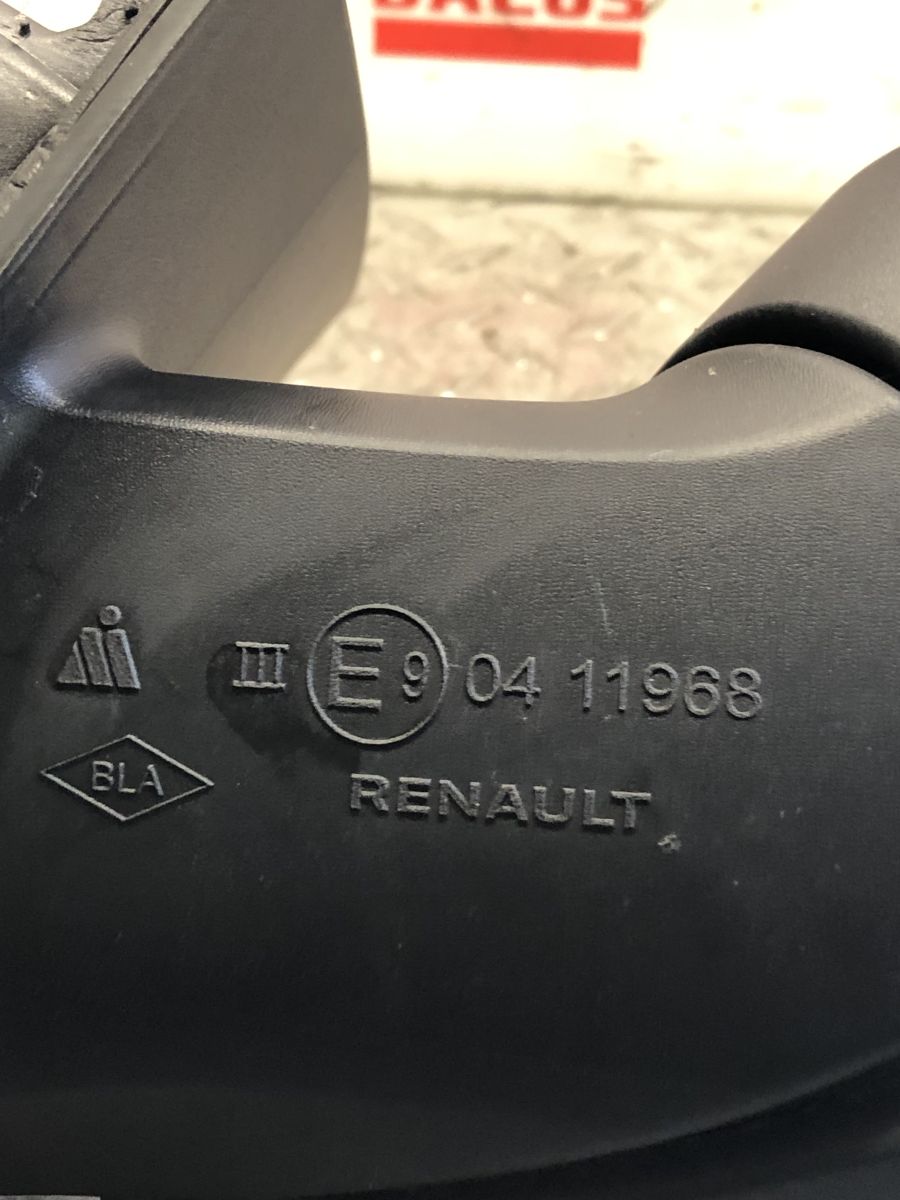 III E 9 04 11968
BLA
RENAULT